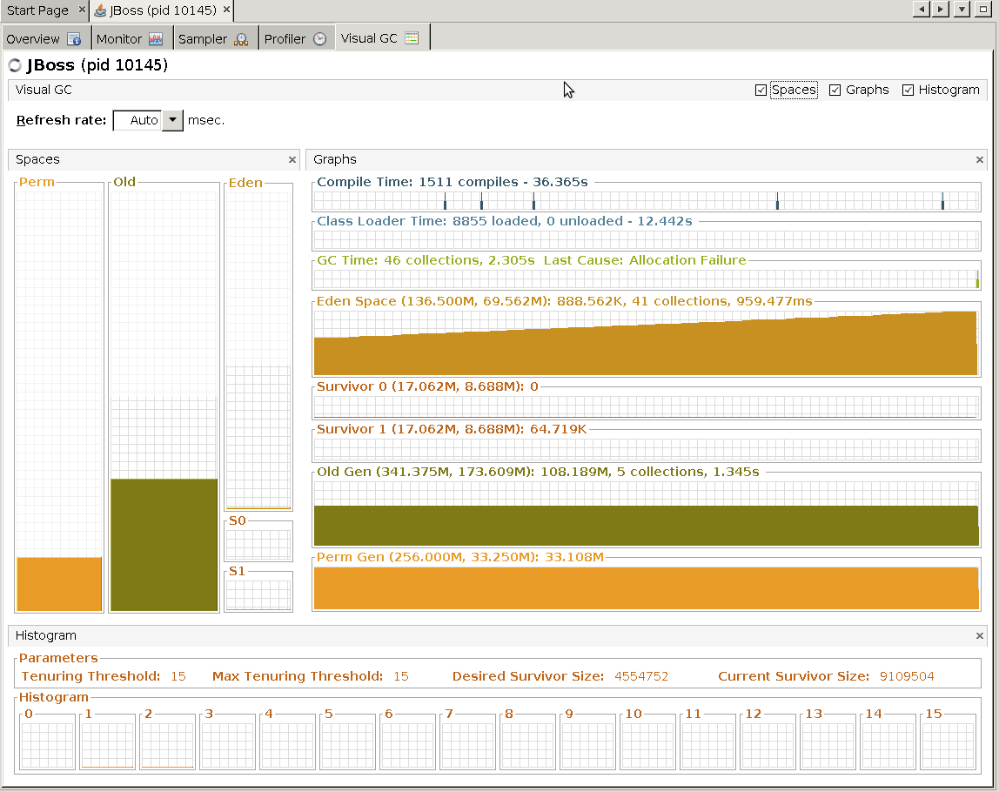 Start Page
JBoss (pid 10145)
Overview Monitor Sampler Profiler Visual GC
JBoss (pid 10145)
Visual GC Spaces Graphs Histogram
Refresh rate: Auto msec.
Spaces
Perm Old Eden
S0
S1
Graphs
Compile Time: 1511 compiles - 36.365s
Class Loader Time: 8855 loaded, 0 unloaded - 12.442s
GC Time: 46 collections, 2.305s Last Cause: Allocation Failure
Eden Space (136.500M, 69.562M): 888.562K, 41 collections, 959.477ms
Survivor 0 (17.062M, 8.688M): 0
Survivor 1 (17.062M, 8.688M): 64.719K
Old Gen (341.375M, 173.609M): 108.189M, 5 collections, 1.345s
Perm Gen (256.000M, 33.250M): 33.108M
Histogram
Parameters
Tenuring Threshold: 15 Max Tenuring Threshold: 15 Desired Survivor Size: 4554752 Current Survivor Size: 9109504
Histogram
0 1 2 3 4 5 6 7 8 9 10 11 12 13 14 15